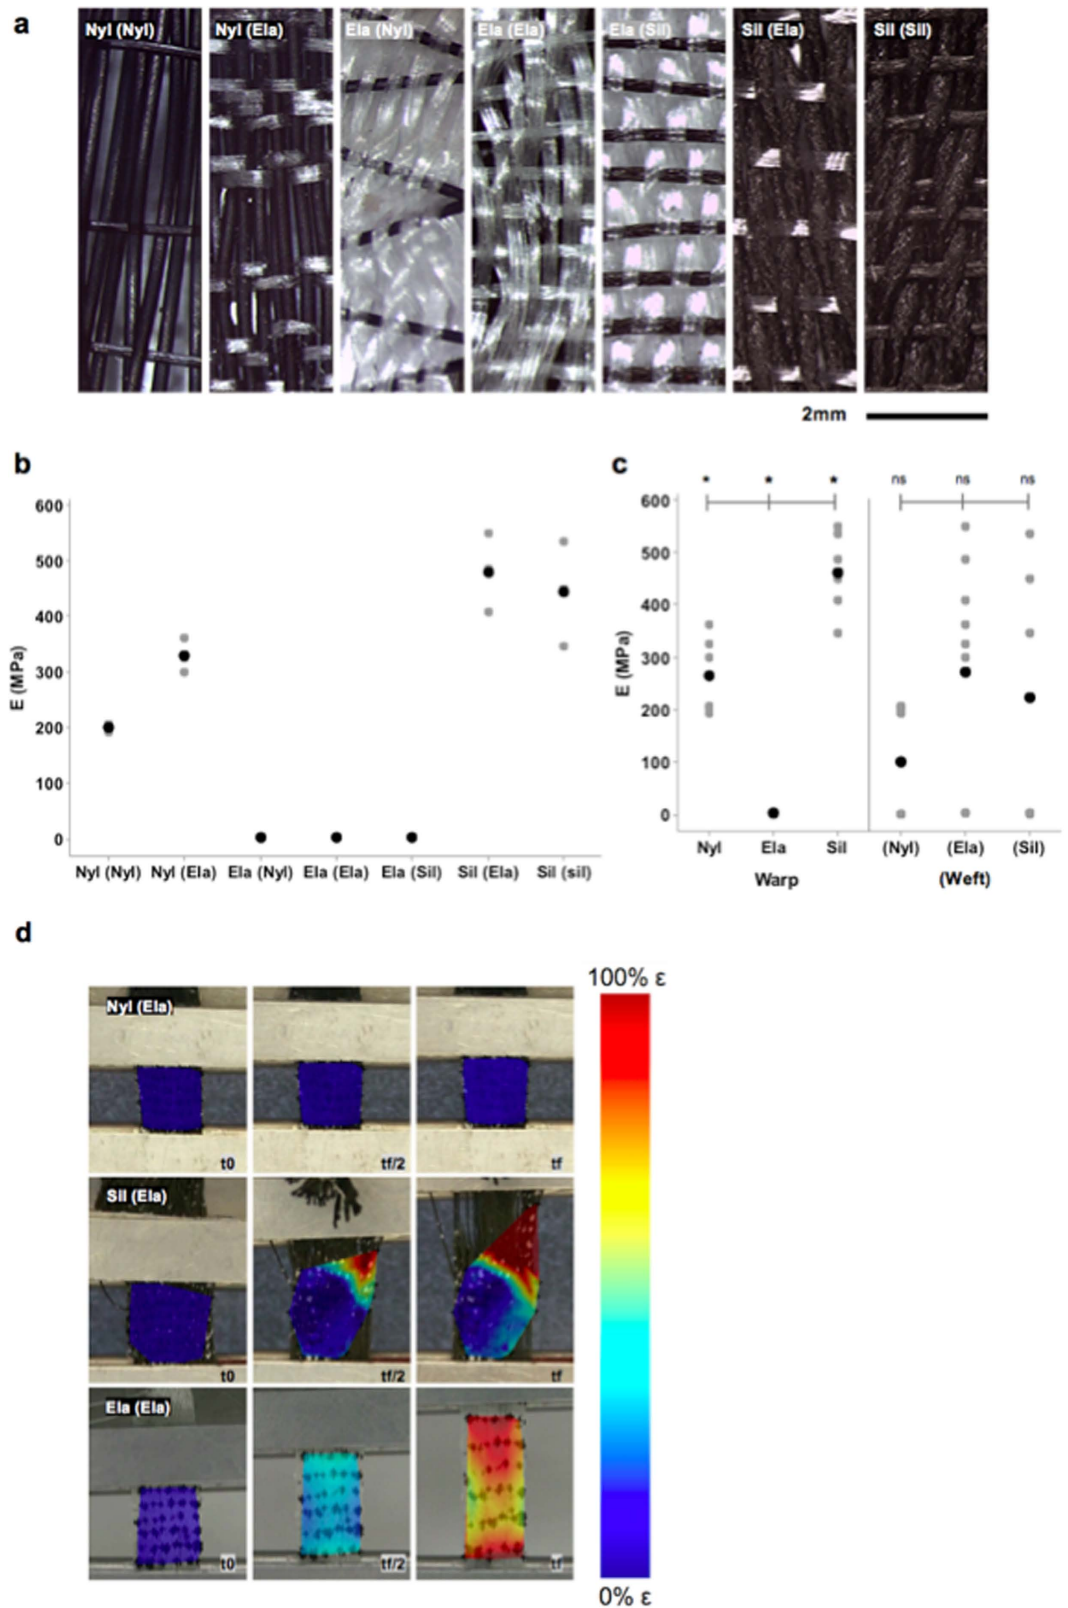 a
Nyl (Nyl) Nyl (Ela) Ela (Nyl) Ela (Ela) Ela (Sil) Sil (Ela) Sil (Sil)
2mm
b
E (MPa)
600
500
400
300
200
100
0
Nyl (Nyl) Nyl (Ela) Ela (Nyl) Ela (Ela) Ela (Sil) Sil (Ela) Sil (sil)
c
* * * ns ns ns
E (MPa)
600
500
400
300
200
100
0
Nyl Ela Sil (Nyl) (Ela) (Sil)
Warp (Weft)
d
100% ε
Nyl (Ela)
t0 tf/2 tf
Sil (Ela)
t0 tf/2 tf
Ela (Ela)
t0 tf/2 tf
0% ε